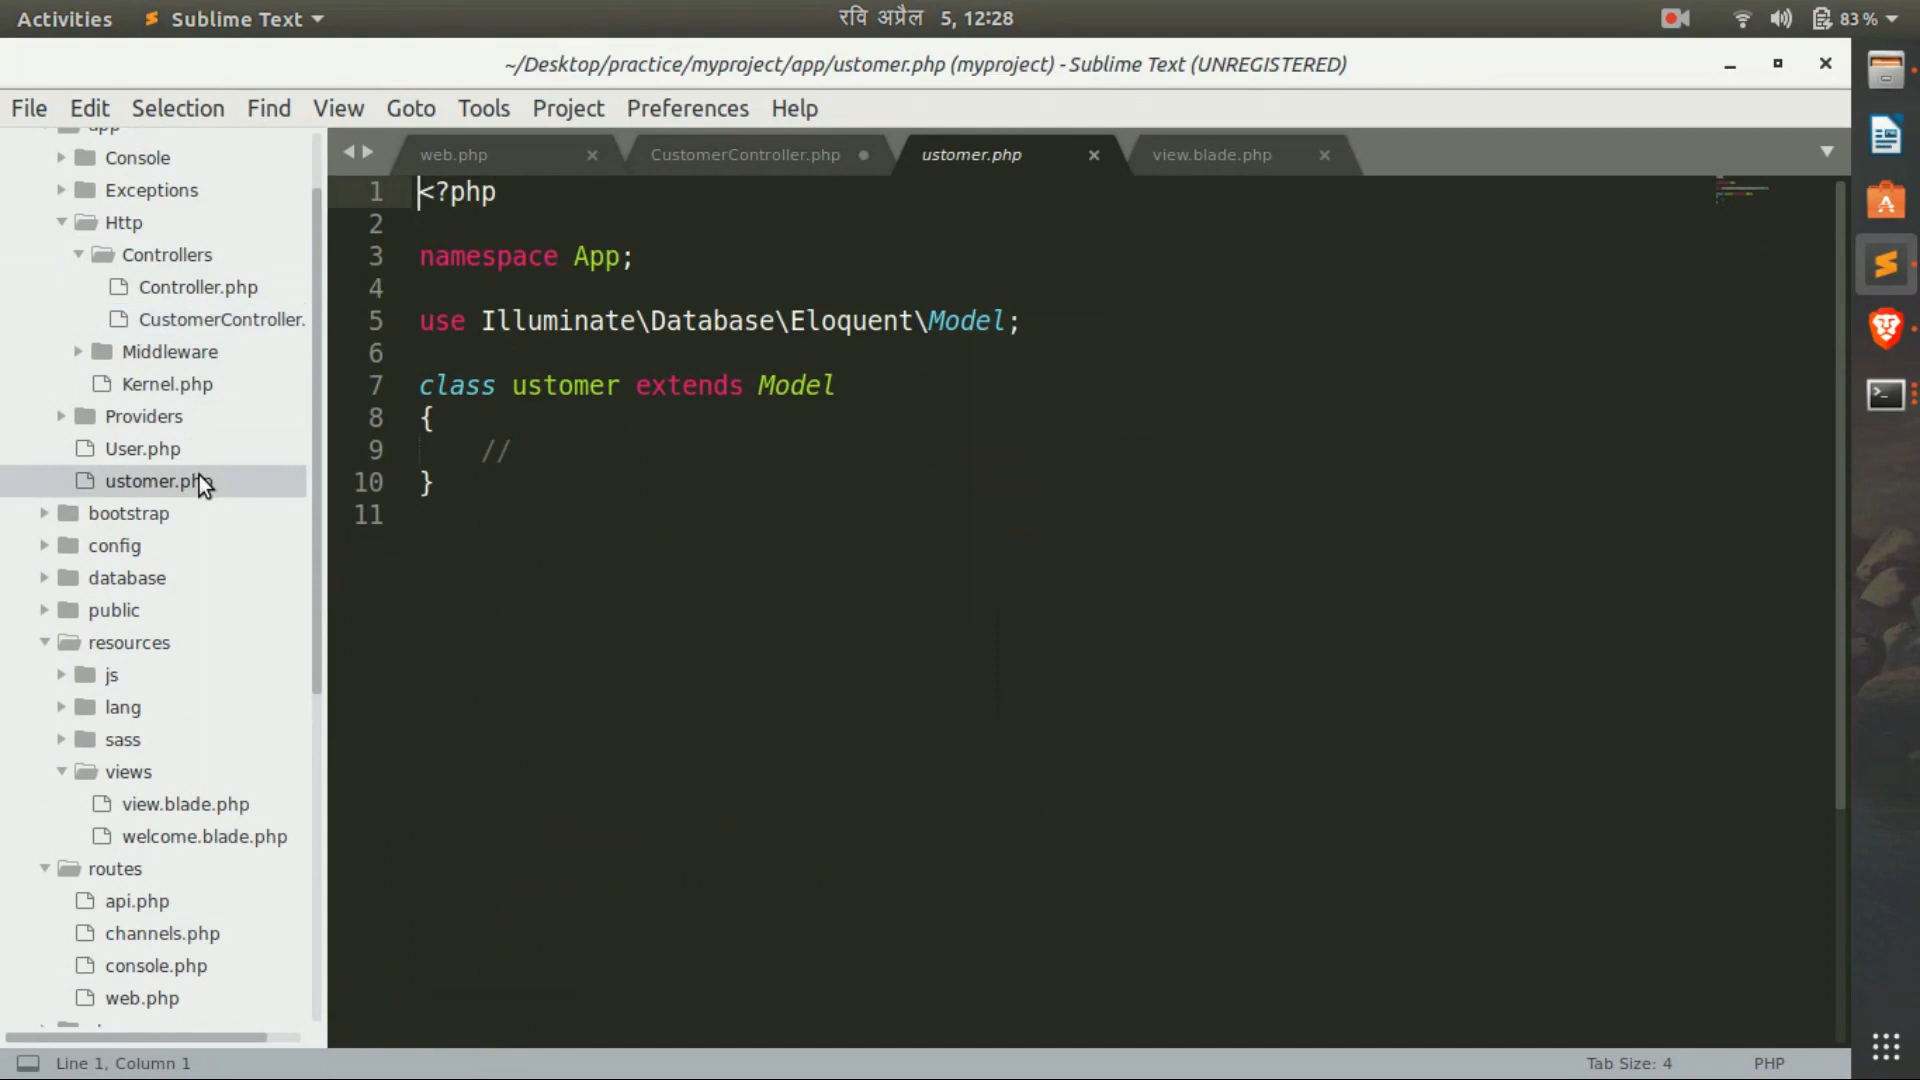 Activities Sublime Text रवि अप्रैल 5, 12:28 83 %
~/Desktop/practice/myproject/app/ustomer.php (myproject) - Sublime Text (UNREGISTERED)
File Edit Selection Find View Goto Tools Project Preferences Help
web.php CustomerController.php ustomer.php view.blade.php
app
Console
Exceptions
Http
Controllers
Controller.php
CustomerController.
Middleware
Kernel.php
Providers
User.php
ustomer.php
bootstrap
config
database
public
resources
js
lang
sass
views
view.blade.php
welcome.blade.php
routes
api.php
channels.php
console.php
web.php
1 <?php
2
3 namespace App;
4
5 use Illuminate\Database\Eloquent\Model;
6
7 class ustomer extends Model
8 {
9 //
10 }
11
Line 1, Column 1 Tab Size: 4 PHP